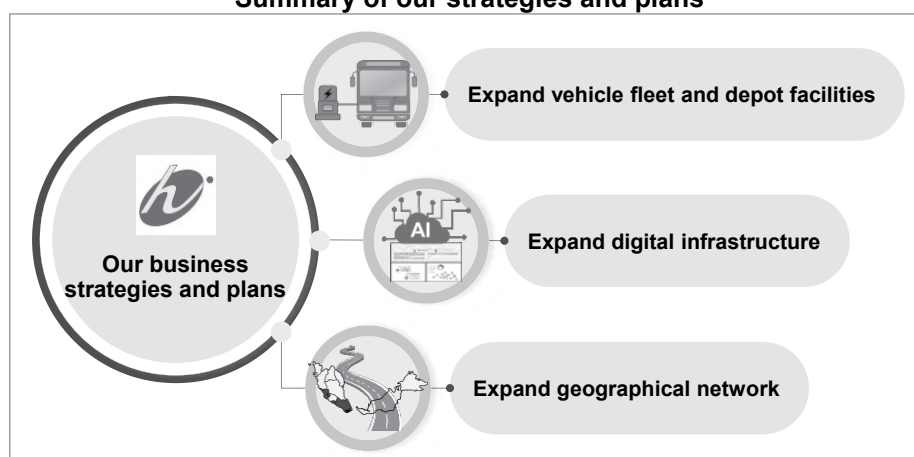 Summary of our strategies and plans
Expand vehicle fleet and depot facilities
h
AI
Expand digital infrastructure
Our business
strategies and plans
Expand geographical network